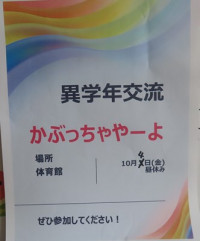 異学年交流
かぶっちゃやーよ
場所
体育館
10月 日(金)
昼休み
ぜひ参加してください！